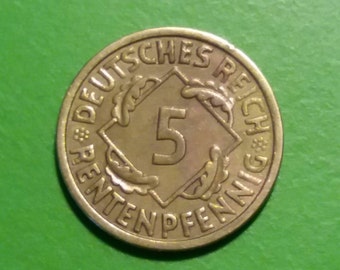 DEUTSCHES REICH
5
RENTENPFENNIG